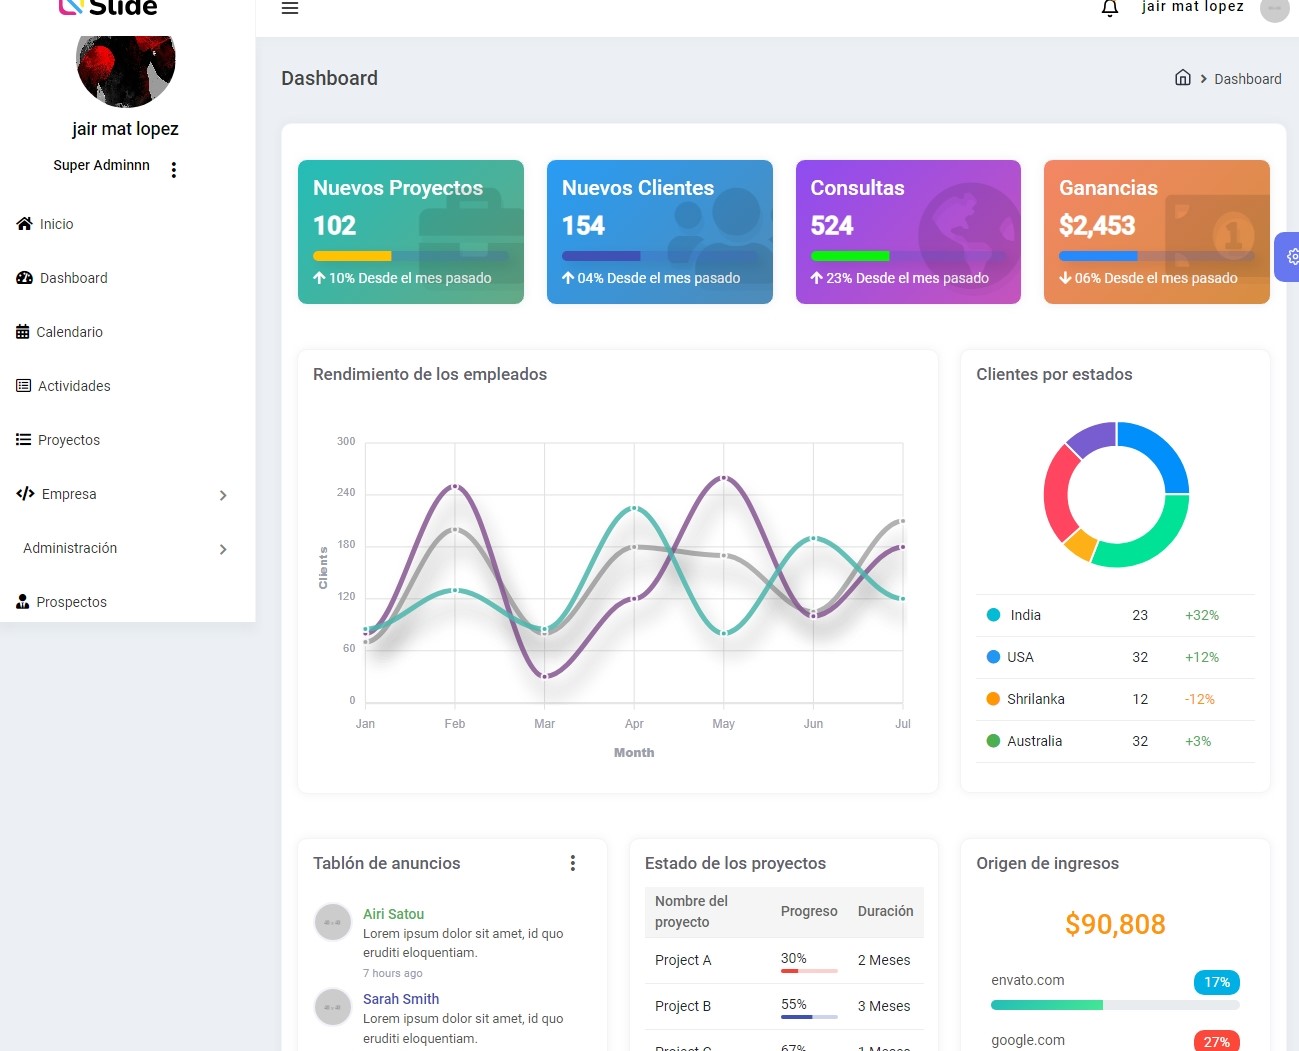 Slide
jair mat lopez
jair mat lopez
Super Adminnn
Inicio
Dashboard
Calendario
Actividades
Proyectos
Empresa
Administración
Prospectos
Dashboard
Dashboard
Nuevos Proyectos
102
10% Desde el mes pasado
Nuevos Clientes
154
04% Desde el mes pasado
Consultas
524
23% Desde el mes pasado
Ganancias
$2,453
1
06% Desde el mes pasado
Rendimiento de los empleados
300
240
180
120
60
0
Clients
Jan Feb Mar Apr May Jun Jul
Month
Clientes por estados
India 23 +32%
USA 32 +12%
Shrilanka 12 -12%
Australia 32 +3%
Tablón de anuncios
Airi Satou
Lorem ipsum dolor sit amet, id quo
eruditi eloquentiam.
7 hours ago
Sarah Smith
Lorem ipsum dolor sit amet, id quo
eruditi eloquentiam.
Estado de los proyectos
Nombre del
proyecto
Progreso
Duración
Project A 30% 2 Meses
Project B 55% 3 Meses
Project C 67% 1 Meses
Origen de ingresos
$90,808
envato.com 17%
google.com 27%